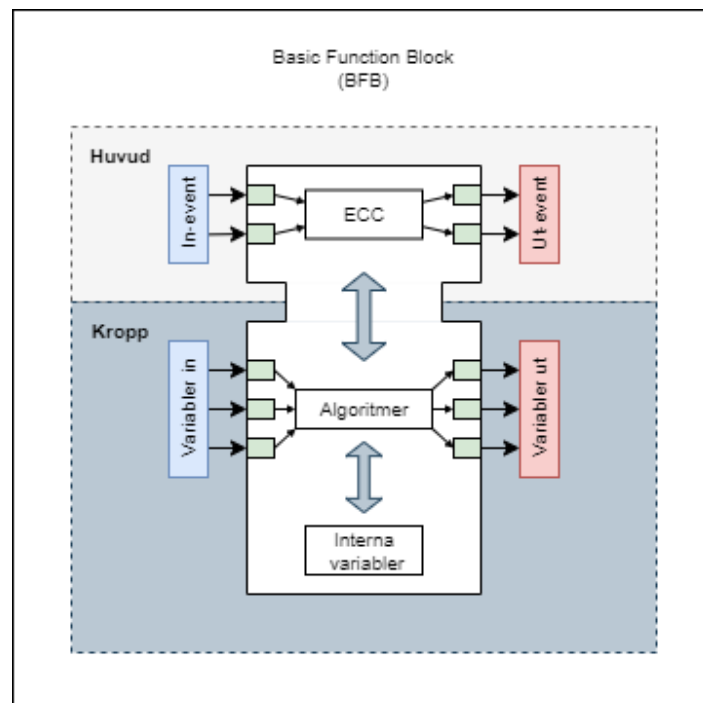 Basic Function Block
(BFB)
Huvud
In-event
ECC
Ut-event
Kropp
Variabler in
Algoritmer
Variabler ut
Interna
variabler